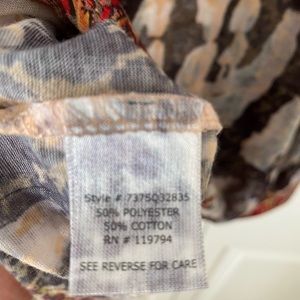 Style # 7375Q32835
50% POLYESTER
50% COTTON
RN # 119794
SEE REVERSE FOR CARE